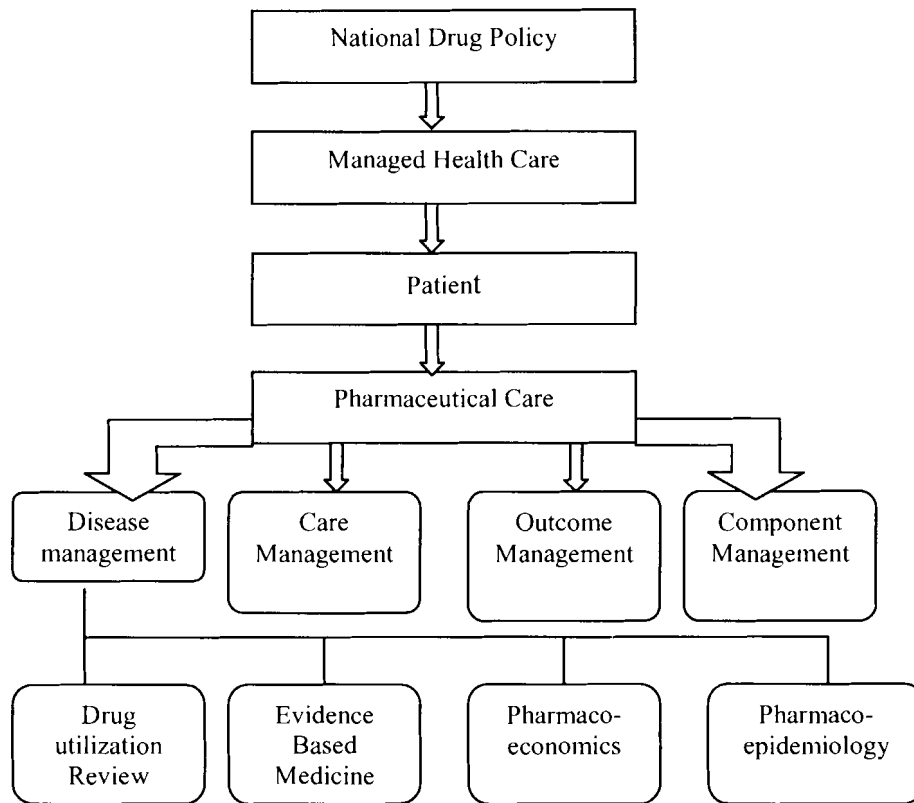 National Drug Policy
Managed Health Care
Patient
Pharmaceutical Care
Disease
management
Care
Management
Outcome
Management
Component
Management
Drug
utilization
Review
Evidence
Based
Medicine
Pharmaco-
economics
Pharmaco-
epidemiology